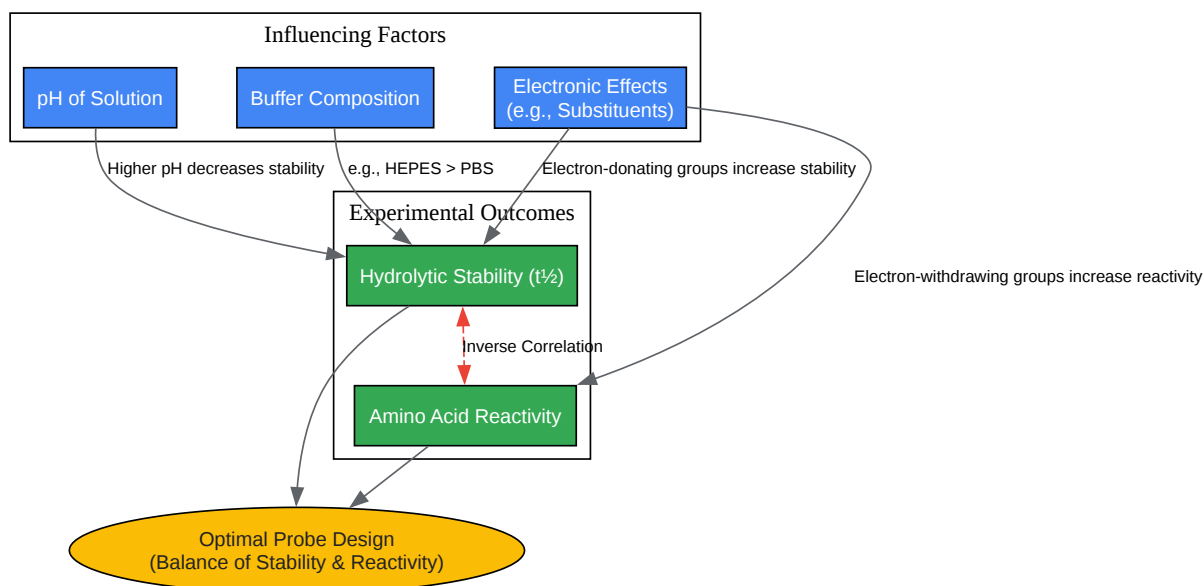 Influencing Factors
pH of Solution
Buffer Composition
Electronic Effects
(e.g., Substituents)
Higher pH decreases stability
e.g., HEPES > PBS
Electron-donating groups increase stability
Experimental Outcomes
Hydrolytic Stability (t½)
Electron-withdrawing groups increase reactivity
Inverse Correlation
Amino Acid Reactivity
Optimal Probe Design
(Balance of Stability & Reactivity)